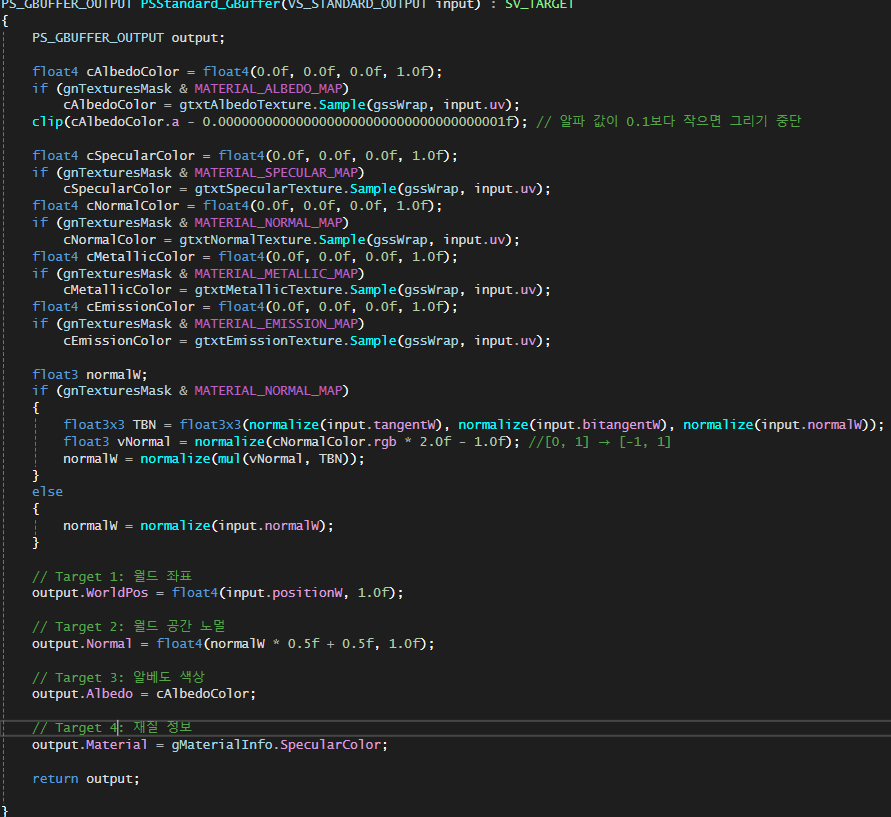 PS_GBUFFER_OUTPUT PSStandard_GBuffer(VS_STANDARD_OUTPUT input) : SV_TARGET
{
PS_GBUFFER_OUTPUT output;
float4 cAlbedoColor = float4(0.0f, 0.0f, 0.0f, 1.0f);
if (gnTexturesMask & MATERIAL_ALBEDO_MAP)
cAlbedoColor = gtxtAlbedoTexture.Sample(gssWrap, input.uv);
clip(cAlbedoColor.a - 0.00000000000000000000000000000000000001f); // 알파 값이 0.1보다 작으면 그리기 중단
float4 cSpecularColor = float4(0.0f, 0.0f, 0.0f, 1.0f);
if (gnTexturesMask & MATERIAL_SPECULAR_MAP)
cSpecularColor = gtxtSpecularTexture.Sample(gssWrap, input.uv);
float4 cNormalColor = float4(0.0f, 0.0f, 0.0f, 1.0f);
if (gnTexturesMask & MATERIAL_NORMAL_MAP)
cNormalColor = gtxtNormalTexture.Sample(gssWrap, input.uv);
float4 cMetallicColor = float4(0.0f, 0.0f, 0.0f, 1.0f);
if (gnTexturesMask & MATERIAL_METALLIC_MAP)
cMetallicColor = gtxtMetallicTexture.Sample(gssWrap, input.uv);
float4 cEmissionColor = float4(0.0f, 0.0f, 0.0f, 1.0f);
if (gnTexturesMask & MATERIAL_EMISSION_MAP)
cEmissionColor = gtxtEmissionTexture.Sample(gssWrap, input.uv);
float3 normalW;
if (gnTexturesMask & MATERIAL_NORMAL_MAP)
{
float3x3 TBN = float3x3(normalize(input.tangentW), normalize(input.bitangentW), normalize(input.normalW));
float3 vNormal = normalize(cNormalColor.rgb * 2.0f - 1.0f); //[0, 1] → [-1, 1]
normalW = normalize(mul(vNormal, TBN));
}
else
{
normalW = normalize(input.normalW);
}
// Target 1: 월드 좌표
output.WorldPos = float4(input.positionW, 1.0f);
// Target 2: 월드 공간 노멀
output.Normal = float4(normalW * 0.5f + 0.5f, 1.0f);
// Target 3: 알베도 색상
output.Albedo = cAlbedoColor;
// Target 4: 재질 정보
output.Material = gMaterialInfo.SpecularColor;
return output;
}